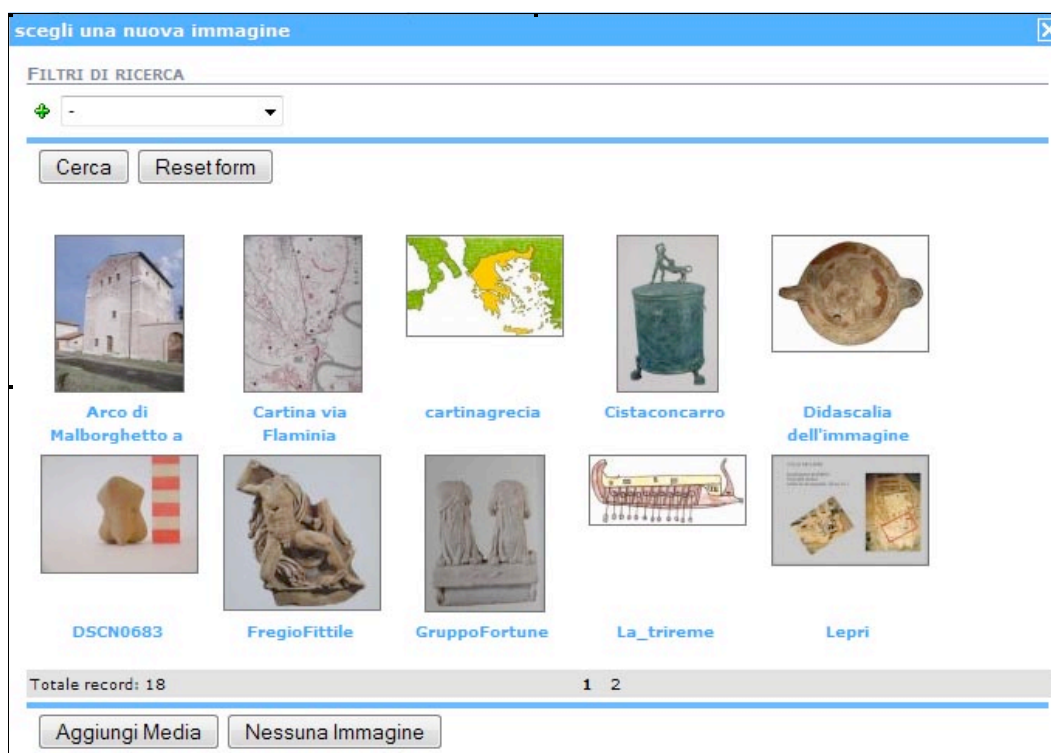 scegli una nuova immagine
FILTRI DI RICERCA
-
Cerca Reset form
Arco di Malborghetto a
Cartina via Flaminia
cartinagrecia
Cistaconcarro
Didascalia dell'immagine
DSCN0683
FregioFittile
GruppoFortune
La_trireme
Lepri
Totale record: 18
1 2
Aggiungi Media Nessuna Immagine